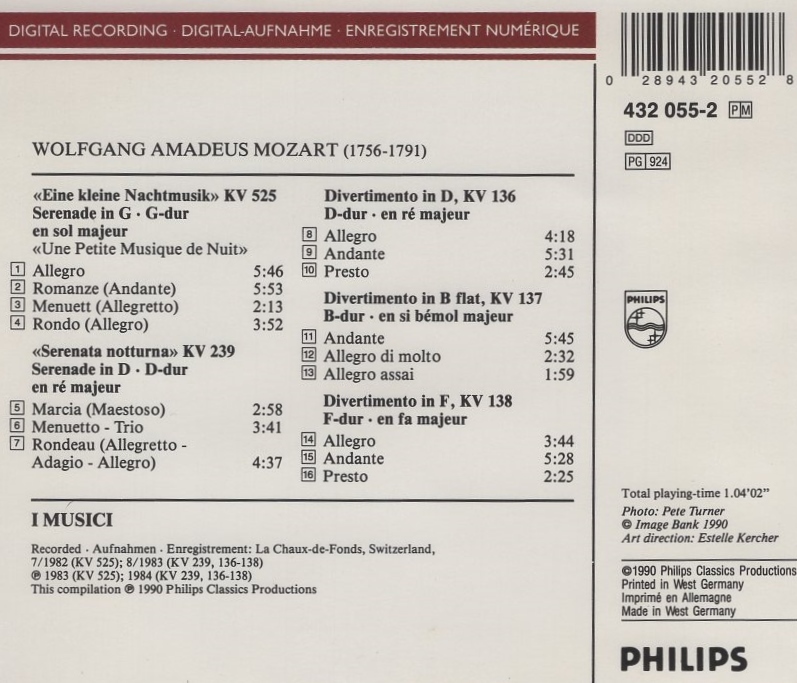 DIGITAL RECORDING · DIGITAL-AUFNAHME · ENREGISTREMENT NUMÉRIQUE
WOLFGANG AMADEUS MOZART (1756-1791)
«Eine kleine Nachtmusik» KV 525
Serenade in G · G-dur
en sol majeur
«Une Petite Musique de Nuit»
1 Allegro 5:46
2 Romanze (Andante) 5:53
3 Menuett (Allegretto) 2:13
4 Rondo (Allegro) 3:52
«Serenata notturna» KV 239
Serenade in D · D-dur
en ré majeur
5 Marcia (Maestoso) 2:58
6 Menuetto - Trio 3:41
7 Rondeau (Allegretto -
Adagio - Allegro) 4:37
Divertimento in D, KV 136
D-dur · en ré majeur
8 Allegro 4:18
9 Andante 5:31
10 Presto 2:45
Divertimento in B flat, KV 137
B-dur · en si bémol majeur
11 Andante 5:45
12 Allegro di molto 2:32
13 Allegro assai 1:59
Divertimento in F, KV 138
F-dur · en fa majeur
14 Allegro 3:44
15 Andante 5:28
16 Presto 2:25
I MUSICI
Recorded · Aufnahmen · Enregistrement: La Chaux-de-Fonds, Switzerland,
7/1982 (KV 525); 8/1983 (KV 239, 136-138)
℗ 1983 (KV 525); 1984 (KV 239, 136-138)
This compilation ℗ 1990 Philips Classics Productions
0 28943 20552 8
432 055-2 PM
DDD
PG 924
PHILIPS
Total playing-time 1.04'02”
Photo: Pete Turner
© Image Bank 1990
Art direction: Estelle Kercher
©1990 Philips Classics Productions
Printed in West Germany
Imprimé en Allemagne
Made in West Germany
PHILIPS